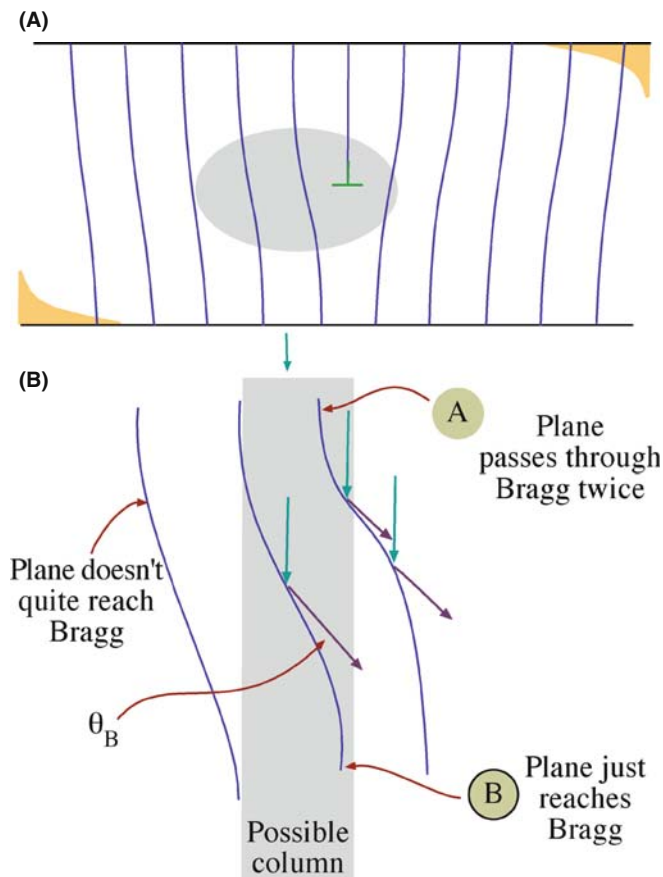 (A)
(B)
A
Plane
passes through
Bragg twice
Plane doesn't
quite reach
Bragg
θB
B
Plane just
reaches
Bragg
Possible
column